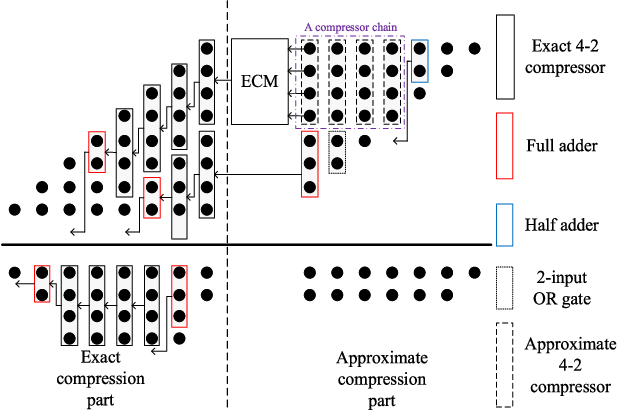 A compressor chain
ECM
Exact 4-2
compressor
Full adder
Half adder
2-input
OR gate
Approximate
4-2
compressor
Exact
compression
part
Approximate
compression
part